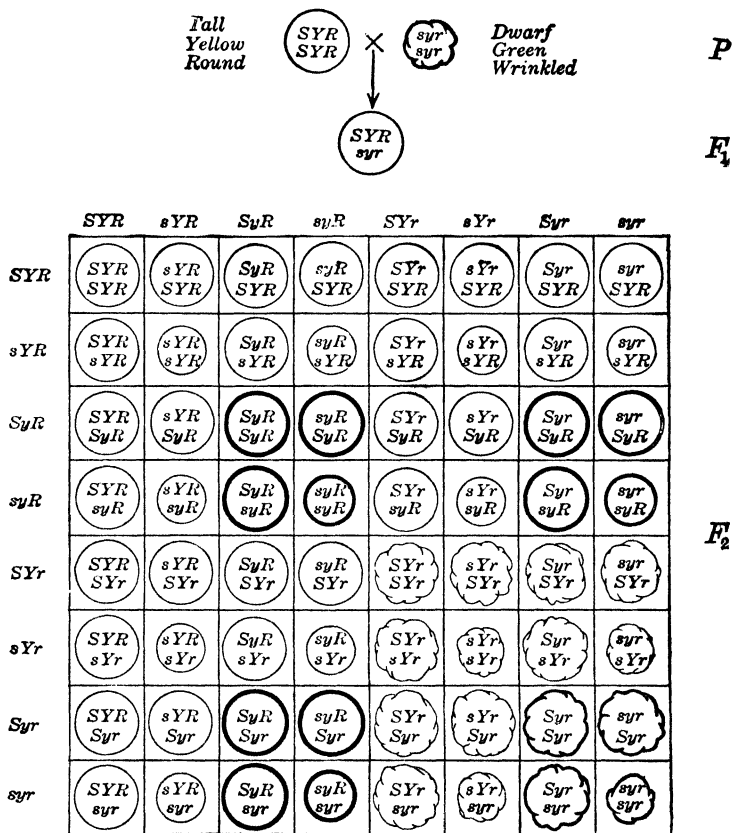 Tall
Yellow
Round
SYR
SYR
×
syr
syr
Dwarf
Green
Wrinkled
P
SYR
syr
F₁
SYR sYR SyR syR SYr sYr Syr syr
SYR SYR sYR SyR syR SYr sYr Syr syr
SYR SYR SYR SYR SYR SYR SYR SYR
sYR SYR sYR SyR syR SYr sYr Syr syr
sYR sYR sYR sYR sYR sYR sYR sYR
SyR SYR sYR SyR syR SYr sYr Syr syr
SyR SyR SyR SyR SyR SyR SyR SyR
syR SYR sYR SyR syR SYr sYr Syr syr
syR syR syR syR syR syR syR syR
F₂
SYr SYR sYR SyR syR SYr sYr Syr syr
SYr SYr SYr SYr SYr SYr SYr SYr
sYr SYR sYR SyR syR SYr sYr Syr syr
sYr sYr sYr sYr sYr sYr sYr sYr
Syr SYR sYR SyR syR SYr sYr Syr syr
Syr Syr Syr Syr Syr Syr Syr Syr
syr SYR sYR SyR syR SYr sYr Syr syr
syr syr syr syr syr syr syr syr